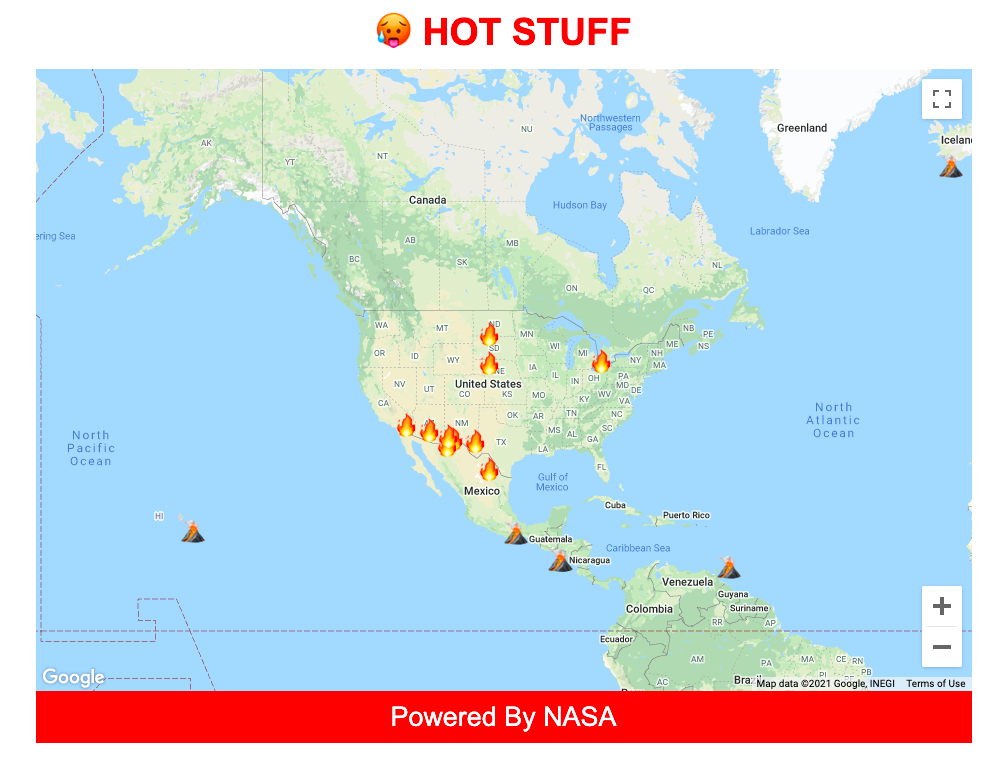 🥵 HOT STUFF
Greenland
Iceland
Northwestern
Passages
NU
AK
YT
NT
Canada
Hudson Bay
Labrador Sea
ering Sea
BC
AB
SK
MB
ON
QC
NL
NB
PE
NS
WA
MT
ND
MN
ME
OR
ID
WY
SD
WI
MI
NY
NH
MA
NE
IA
IL
IN
OH
PA
MD
DE
NV
UT
CO
United States
KS
MO
KY
WV
VA
CA
NM
OK
AR
TN
NC
SC
MS
AL
GA
TX
LA
FL
North
Pacific
Ocean
North
Atlantic
Ocean
Gulf of
Mexico
Mexico
Cuba
Puerto Rico
HI
Guatemala
Caribbean Sea
Nicaragua
Venezuela
Guyana
Suriname
Colombia
RR
AP
Ecuador
AM
PA
MA
CE
RN
PB
AC
Google
Map data ©2021 Google, INEGI
Terms of Use
Powered By NASA